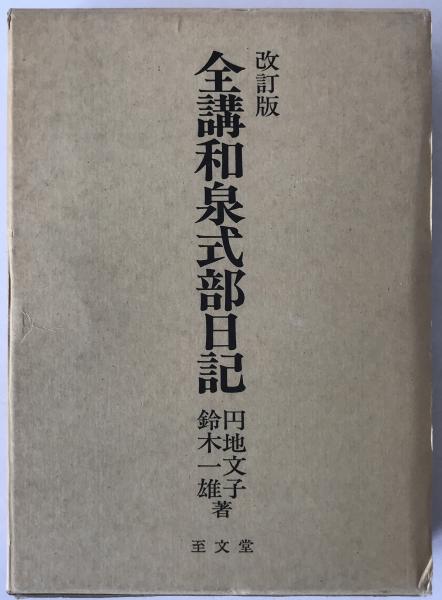 改訂版
全講和泉式部日記
円地文子
鈴木一雄
著
至文堂